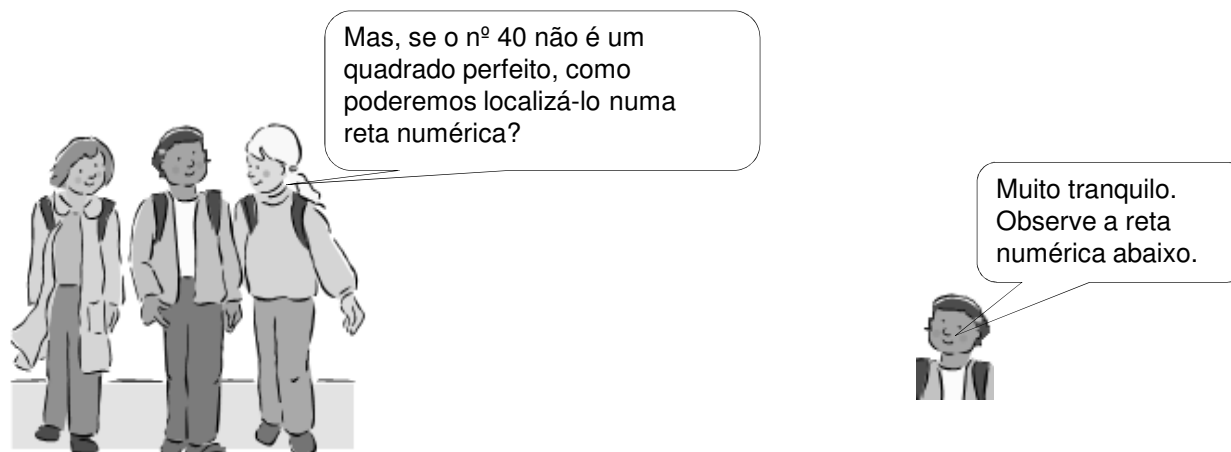 Mas, se o nº 40 não é um
quadrado perfeito, como
poderemos localizá-lo numa
reta numérica?
Muito tranquilo.
Observe a reta
numérica abaixo.